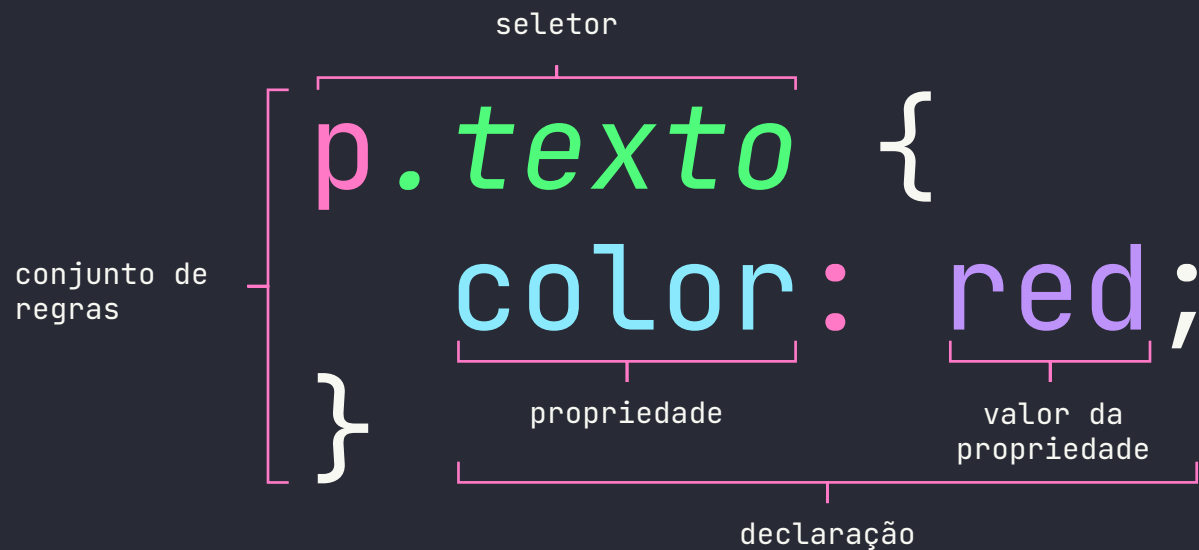 seletor
p.texto {
conjunto de
regras
color: red;
propriedade
valor da
propriedade
}
declaração